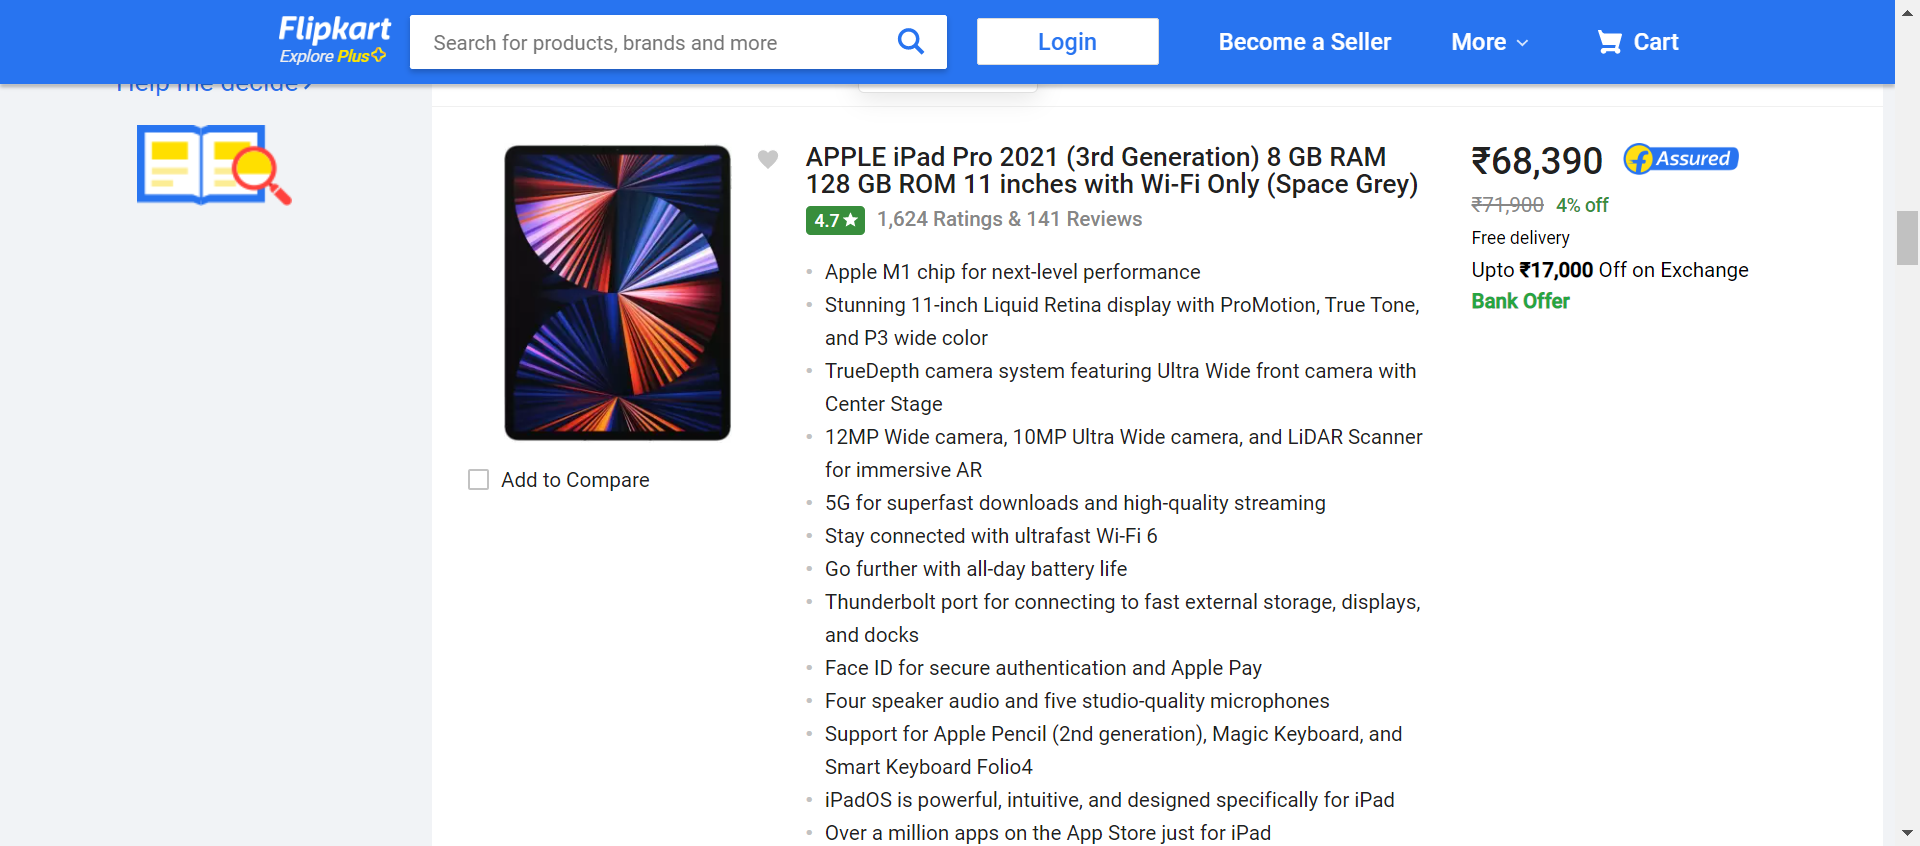 Flipkart
Explore Plus
Search for products, brands and more
Login
Become a Seller
More
Cart
Help me decide
APPLE iPad Pro 2021 (3rd Generation) 8 GB RAM
128 GB ROM 11 inches with Wi-Fi Only (Space Grey)
4.7★ 1,624 Ratings & 141 Reviews
• Apple M1 chip for next-level performance
• Stunning 11-inch Liquid Retina display with ProMotion, True Tone,
and P3 wide color
• TrueDepth camera system featuring Ultra Wide front camera with
Center Stage
• 12MP Wide camera, 10MP Ultra Wide camera, and LiDAR Scanner
for immersive AR
• 5G for superfast downloads and high-quality streaming
• Stay connected with ultrafast Wi-Fi 6
• Go further with all-day battery life
• Thunderbolt port for connecting to fast external storage, displays,
and docks
• Face ID for secure authentication and Apple Pay
• Four speaker audio and five studio-quality microphones
• Support for Apple Pencil (2nd generation), Magic Keyboard, and
Smart Keyboard Folio4
• iPadOS is powerful, intuitive, and designed specifically for iPad
• Over a million apps on the App Store just for iPad
Add to Compare
₹68,390
f Assured
₹71,900 4% off
Free delivery
Upto ₹17,000 Off on Exchange
Bank Offer